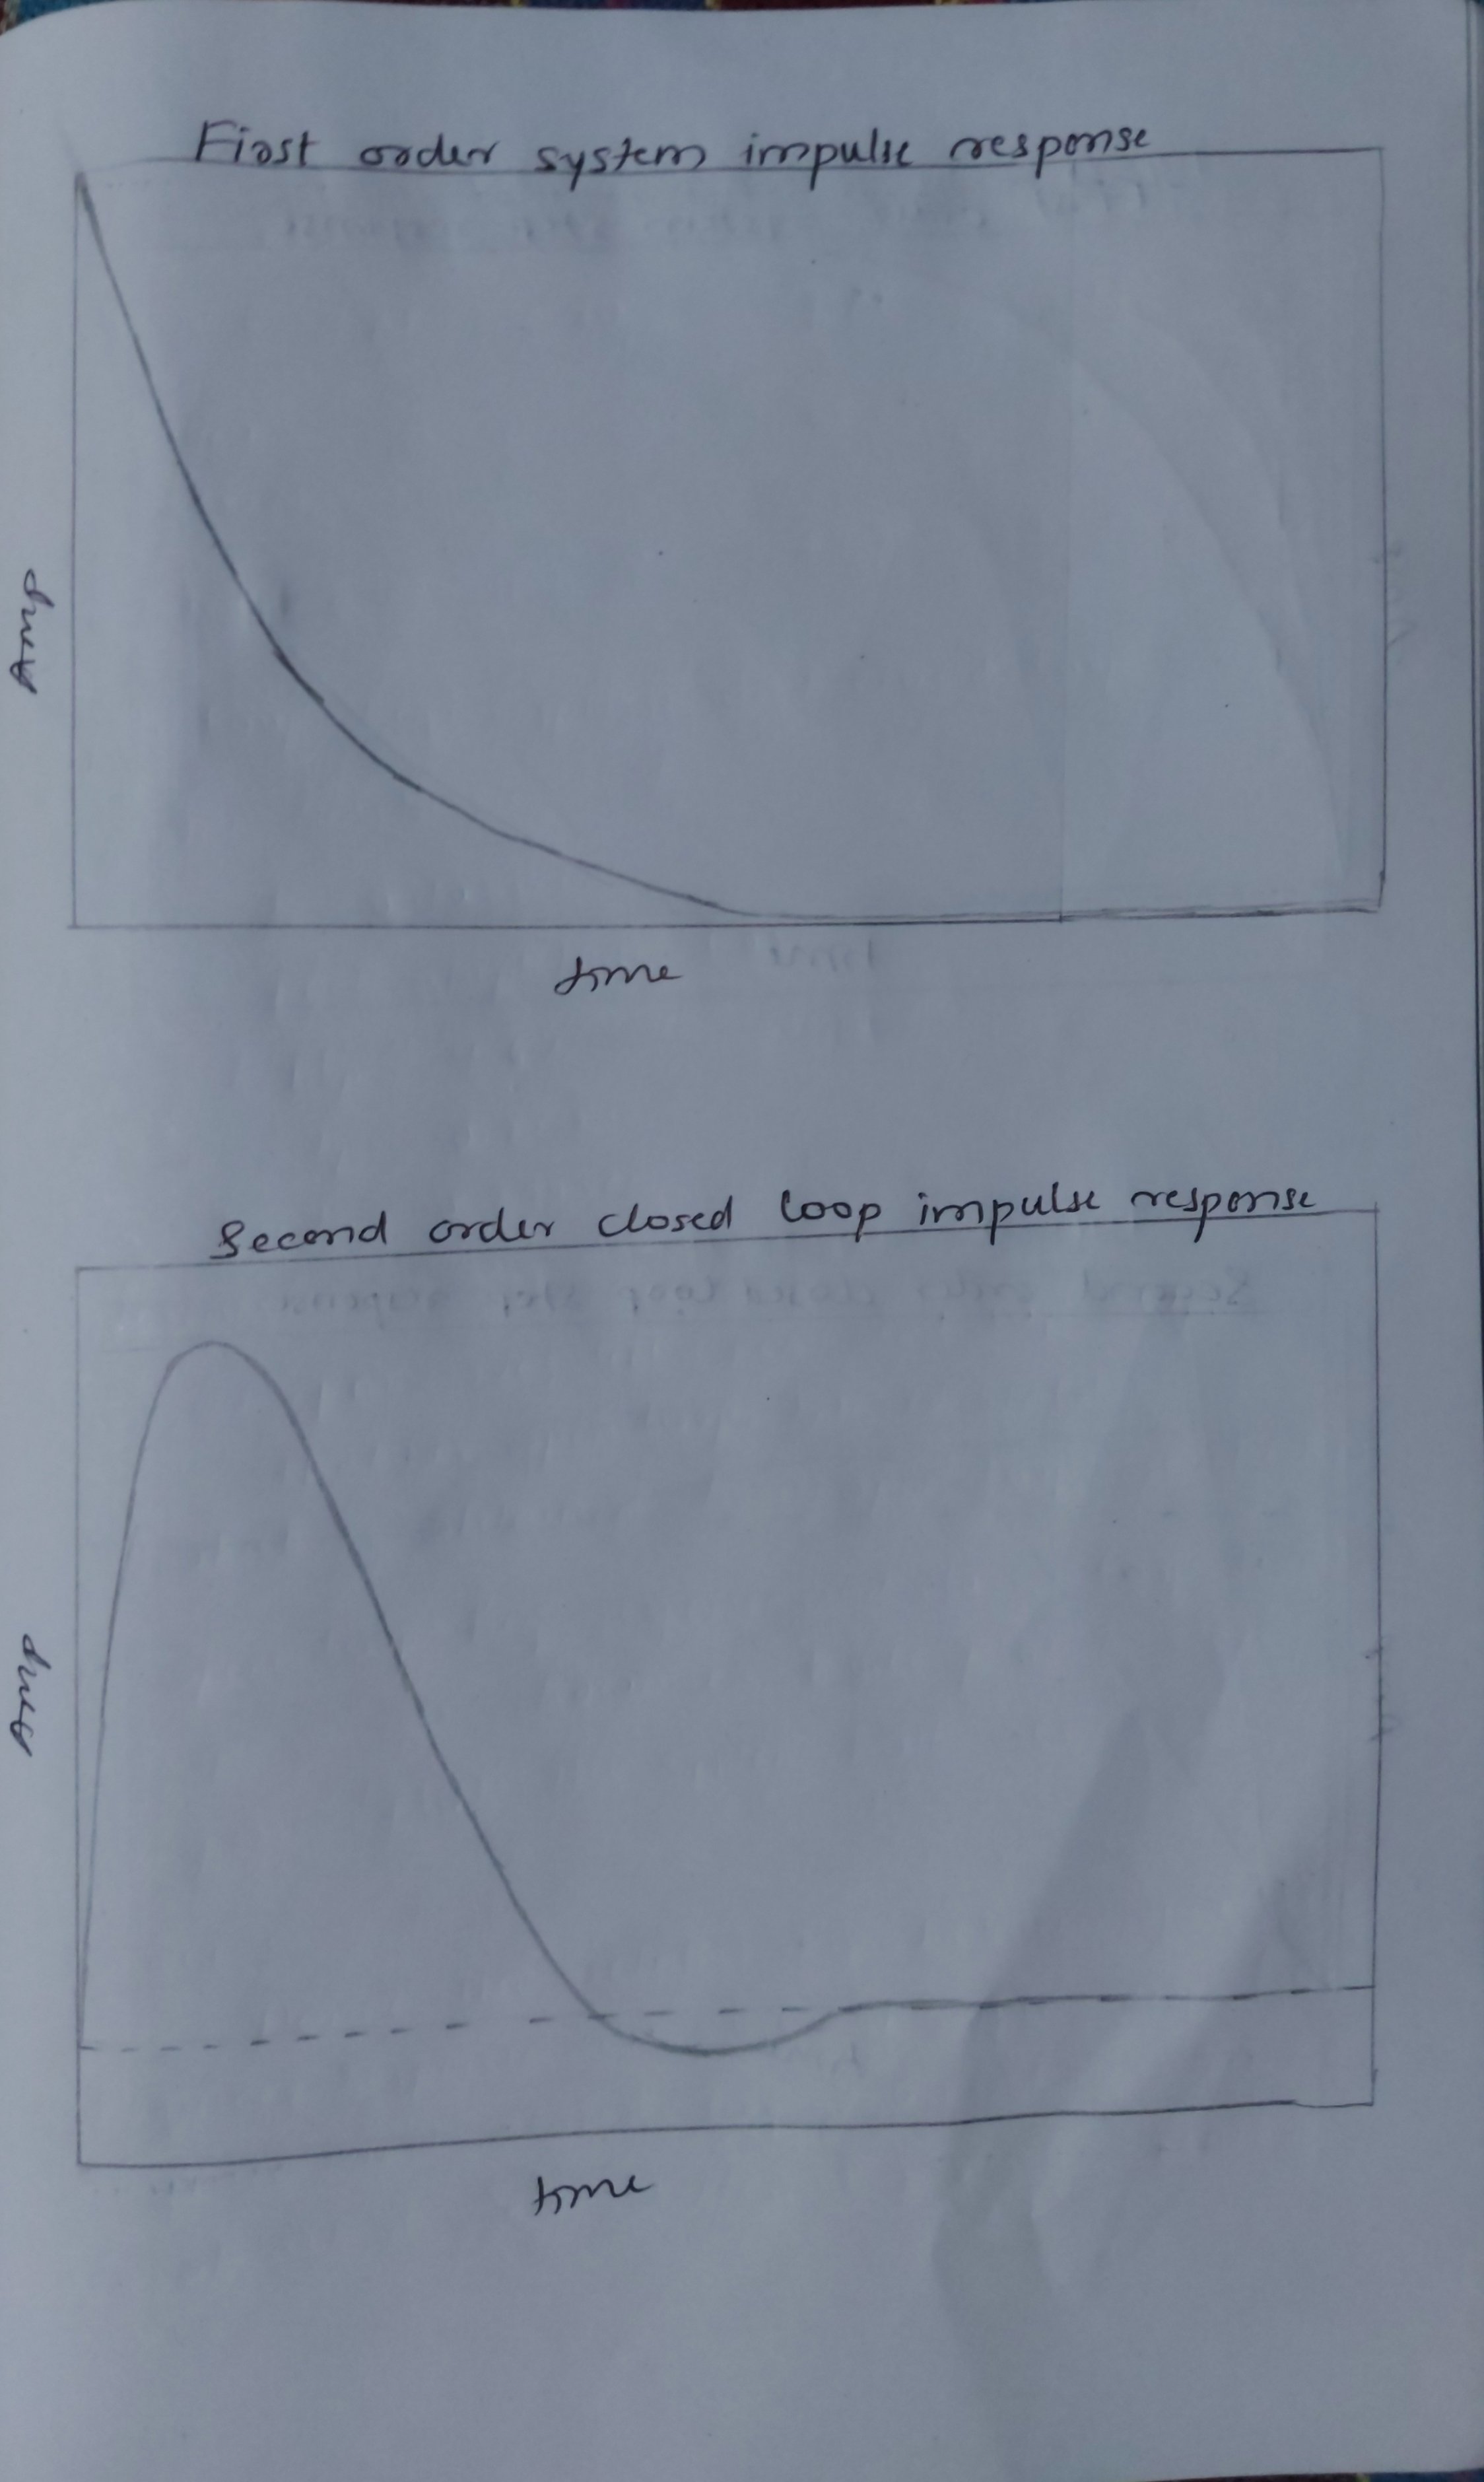 First order system impulse response
Amp
time
Second order closed loop impulse response
Amp
time